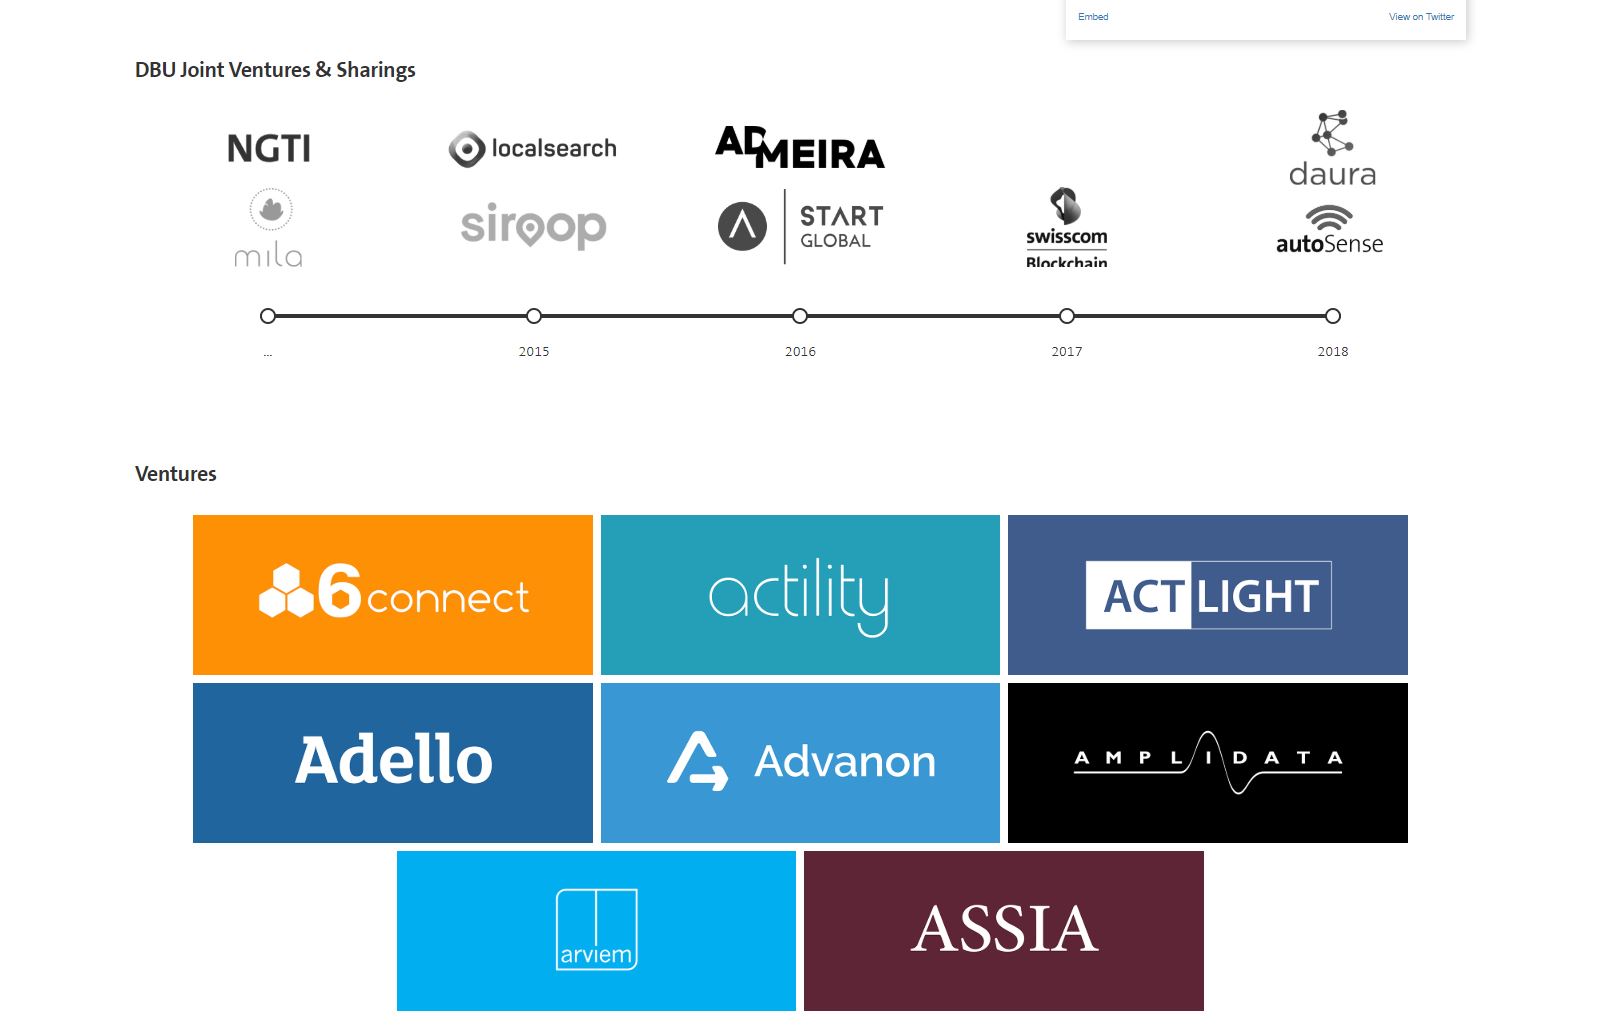 Embed View on Twitter
DBU Joint Ventures & Sharings
NGTI
mila
localsearch
siroop
ADMEIRA
START
GLOBAL
swisscom
Blockchain
daura
autoSense
... 2015 2016 2017 2018
Ventures
6connect
actility
ACT LIGHT
Adello
Advanon
AMPLIDATA
arviem
ASSIA